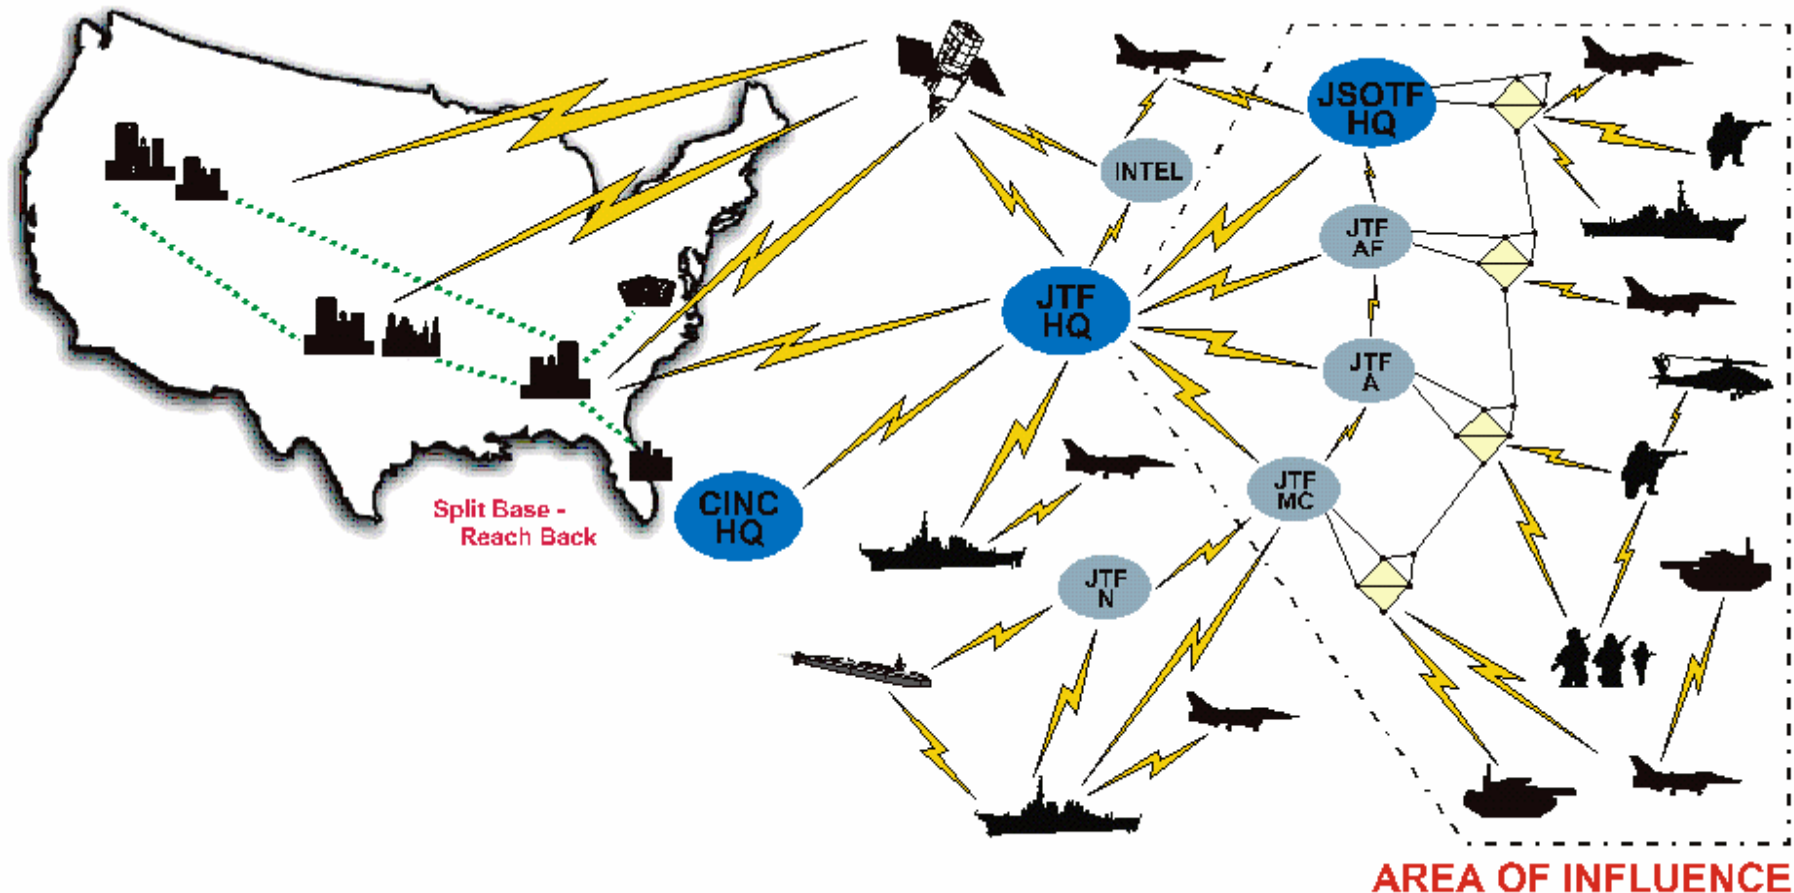 JSOTF
HQ
INTEL
JTF
AF
JTF
HQ
JTF
A
JTF
MC
CINC
HQ
Split Base -
Reach Back
JTF
N
AREA OF INFLUENCE